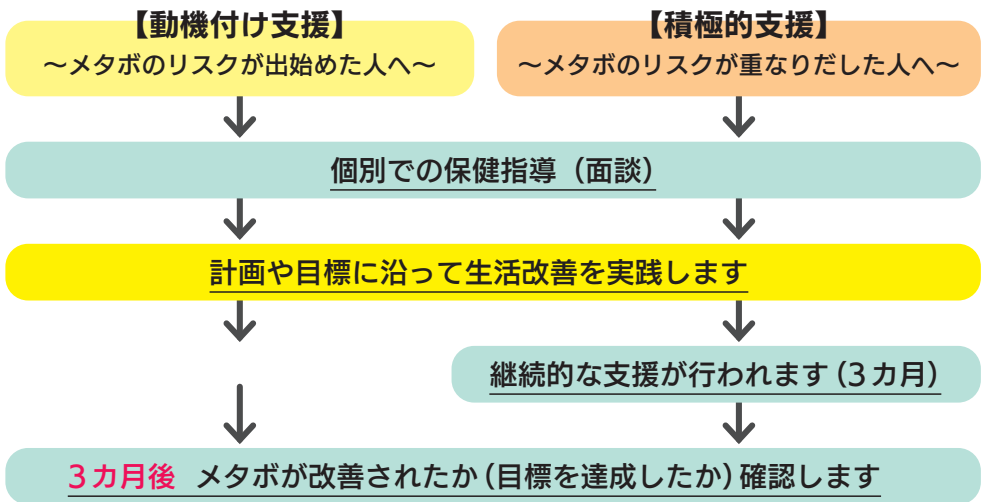 【動機付け支援】
～メタボのリスクが出始めた人へ～
【積極的支援】
～メタボのリスクが重なりだした人へ～
個別での保健指導（面談）
計画や目標に沿って生活改善を実践します
継続的な支援が行われます（3カ月）
3カ月後 メタボが改善されたか（目標を達成したか）確認します